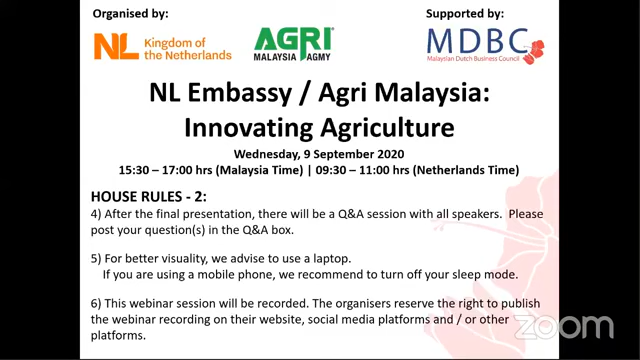 Organised by:
Supported by:
NL Kingdom of the Netherlands
AGRI
MALAYSIA AGMY
MDBC
Malaysian Dutch Business Council
NL Embassy / Agri Malaysia:
Innovating Agriculture
Wednesday, 9 September 2020
15:30 – 17:00 hrs (Malaysia Time) | 09:30 – 11:00 hrs (Netherlands Time)
HOUSE RULES - 2:
4) After the final presentation, there will be a Q&A session with all speakers. Please
post your question(s) in the Q&A box.
5) For better visuality, we advise to use a laptop.
If you are using a mobile phone, we recommend to turn off your sleep mode.
6) This webinar session will be recorded. The organisers reserve the right to publish
the webinar recording on their website, social media platforms and / or other
platforms.
zoom